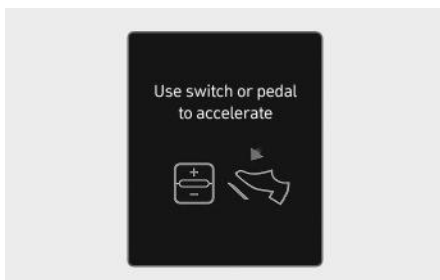 Use switch or pedal
to accelerate
+
−